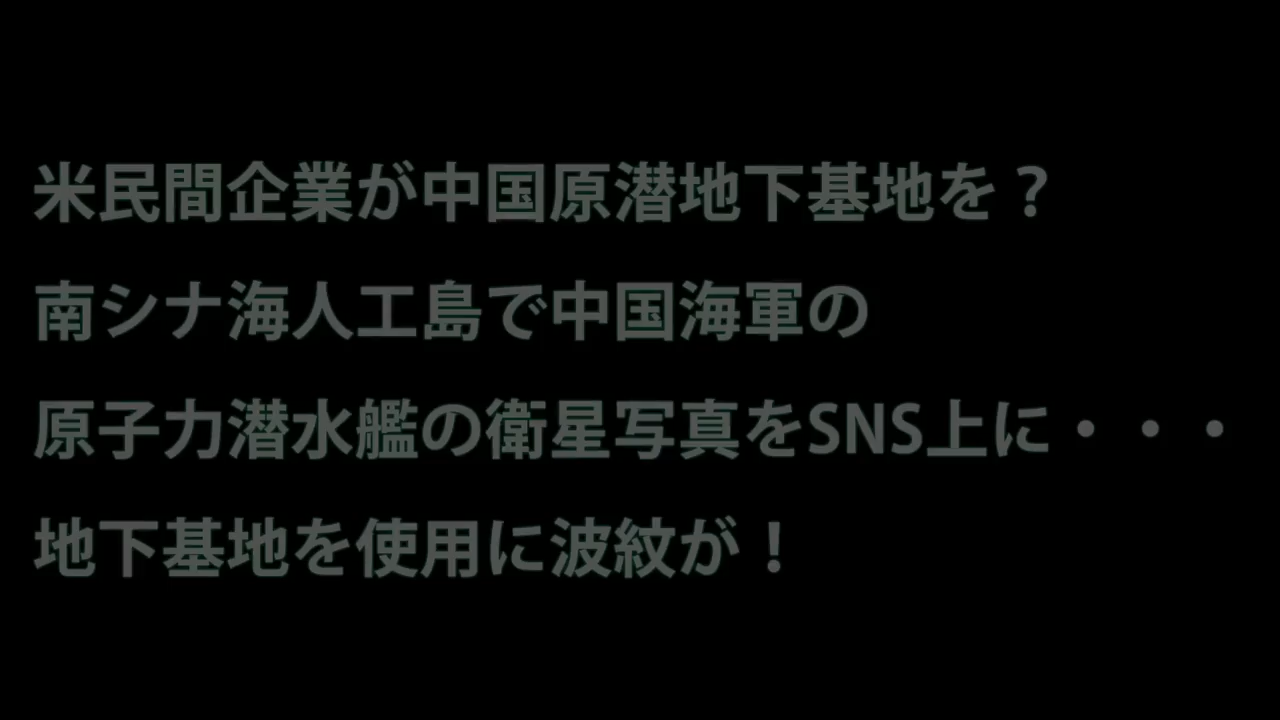 米民間企業が中国原潜地下基地を？
南シナ海人工島で中国海軍の
原子力潜水艦の衛星写真をSNS上に・・・
地下基地を使用に波紋が！